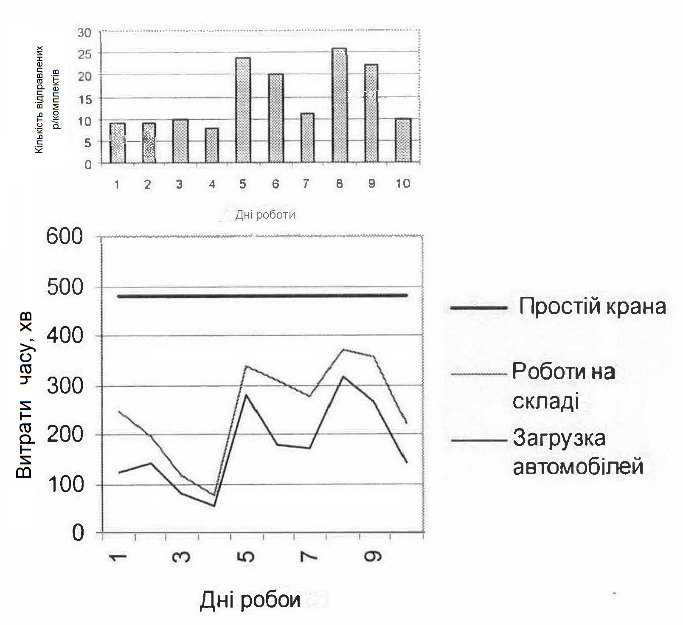 Кількість відправлених
р/комплектів
30
25
20
15
10
5
0
1 2 3 4 5 6 7 8 9 10
Дні роботи
600
500
400
300
200
100
0
Витрати часу, хв
1 3 5 7 9
Дні робои
Простій крана
Роботи на
складі
Загрузка
автомобілей